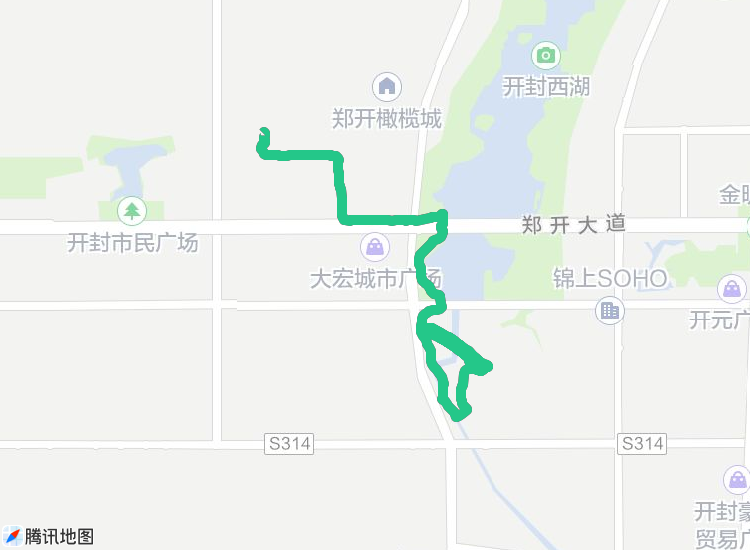 开封西湖
郑开橄榄城
金明
郑开大道
开封市民广场
大宏城市广场
锦上SOHO
开元广
S314
S314
开封豪
贸易广
腾讯地图